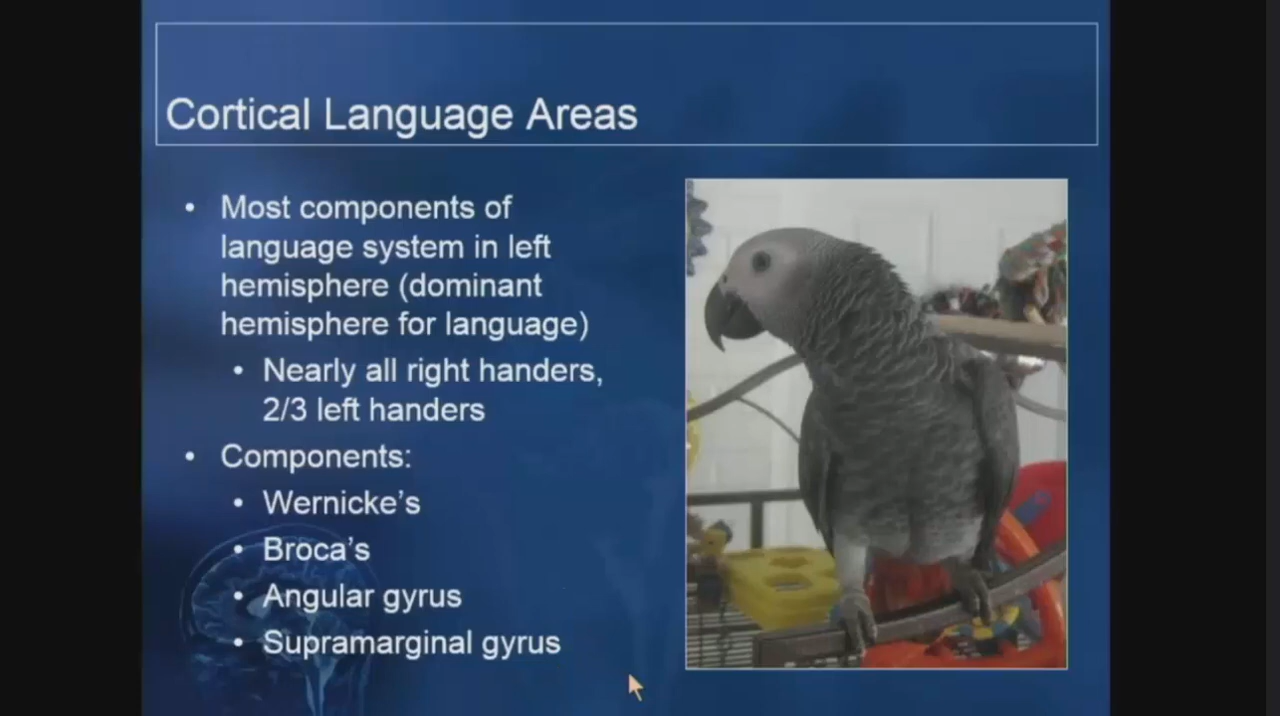 Cortical Language Areas
• Most components of
language system in left
hemisphere (dominant
hemisphere for language)
• Nearly all right handers,
2/3 left handers
• Components:
• Wernicke’s
• Broca’s
• Angular gyrus
• Supramarginal gyrus